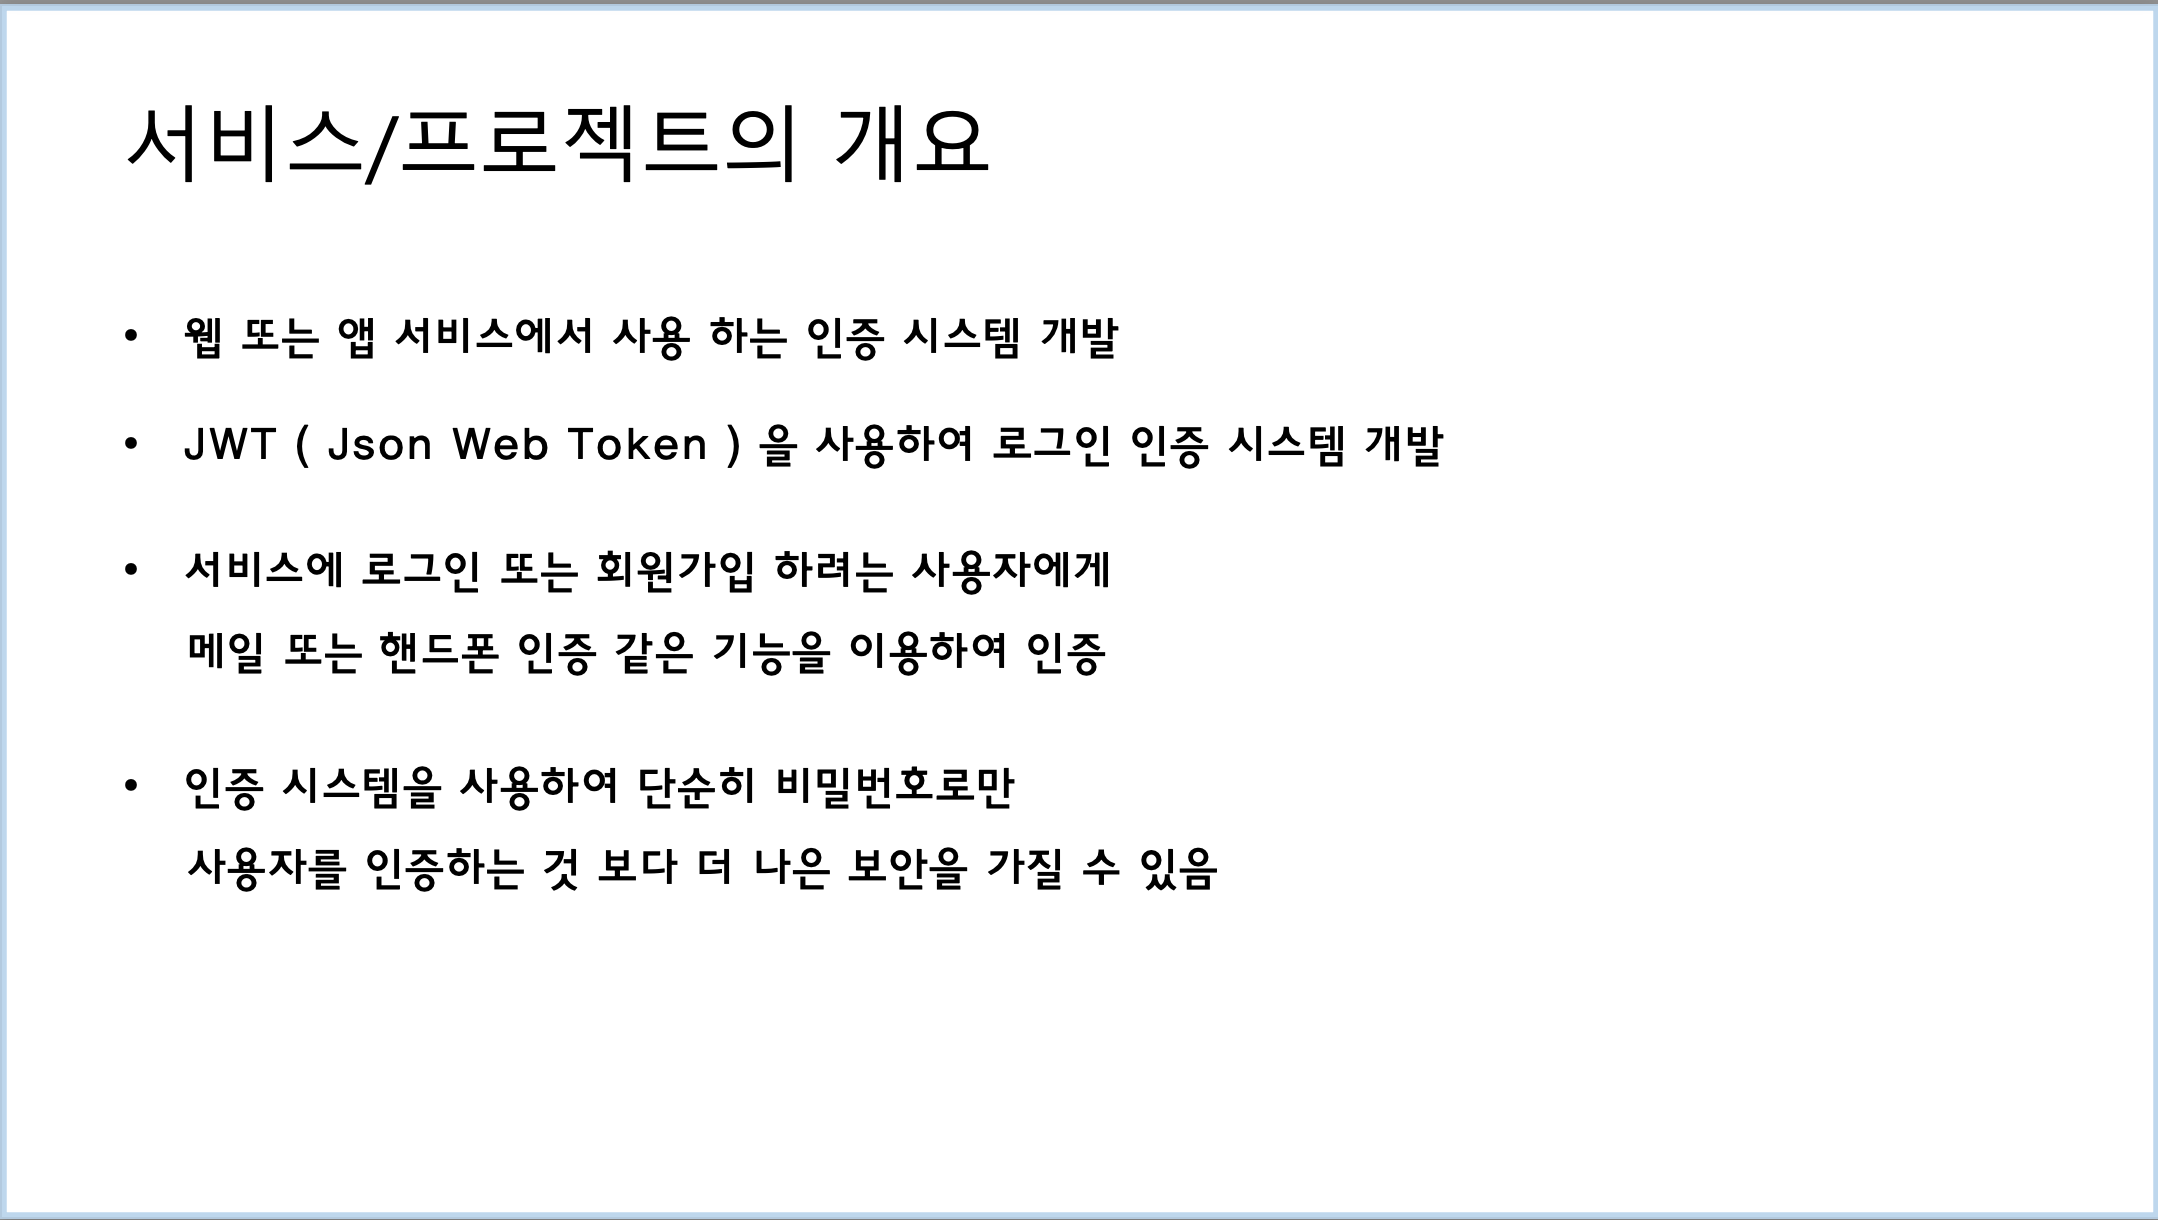 서비스/프로젝트의 개요
• 웹 또는 앱 서비스에서 사용 하는 인증 시스템 개발
• JWT ( Json Web Token ) 을 사용하여 로그인 인증 시스템 개발
• 서비스에 로그인 또는 회원가입 하려는 사용자에게
메일 또는 핸드폰 인증 같은 기능을 이용하여 인증
• 인증 시스템을 사용하여 단순히 비밀번호로만
사용자를 인증하는 것 보다 더 나은 보안을 가질 수 있음